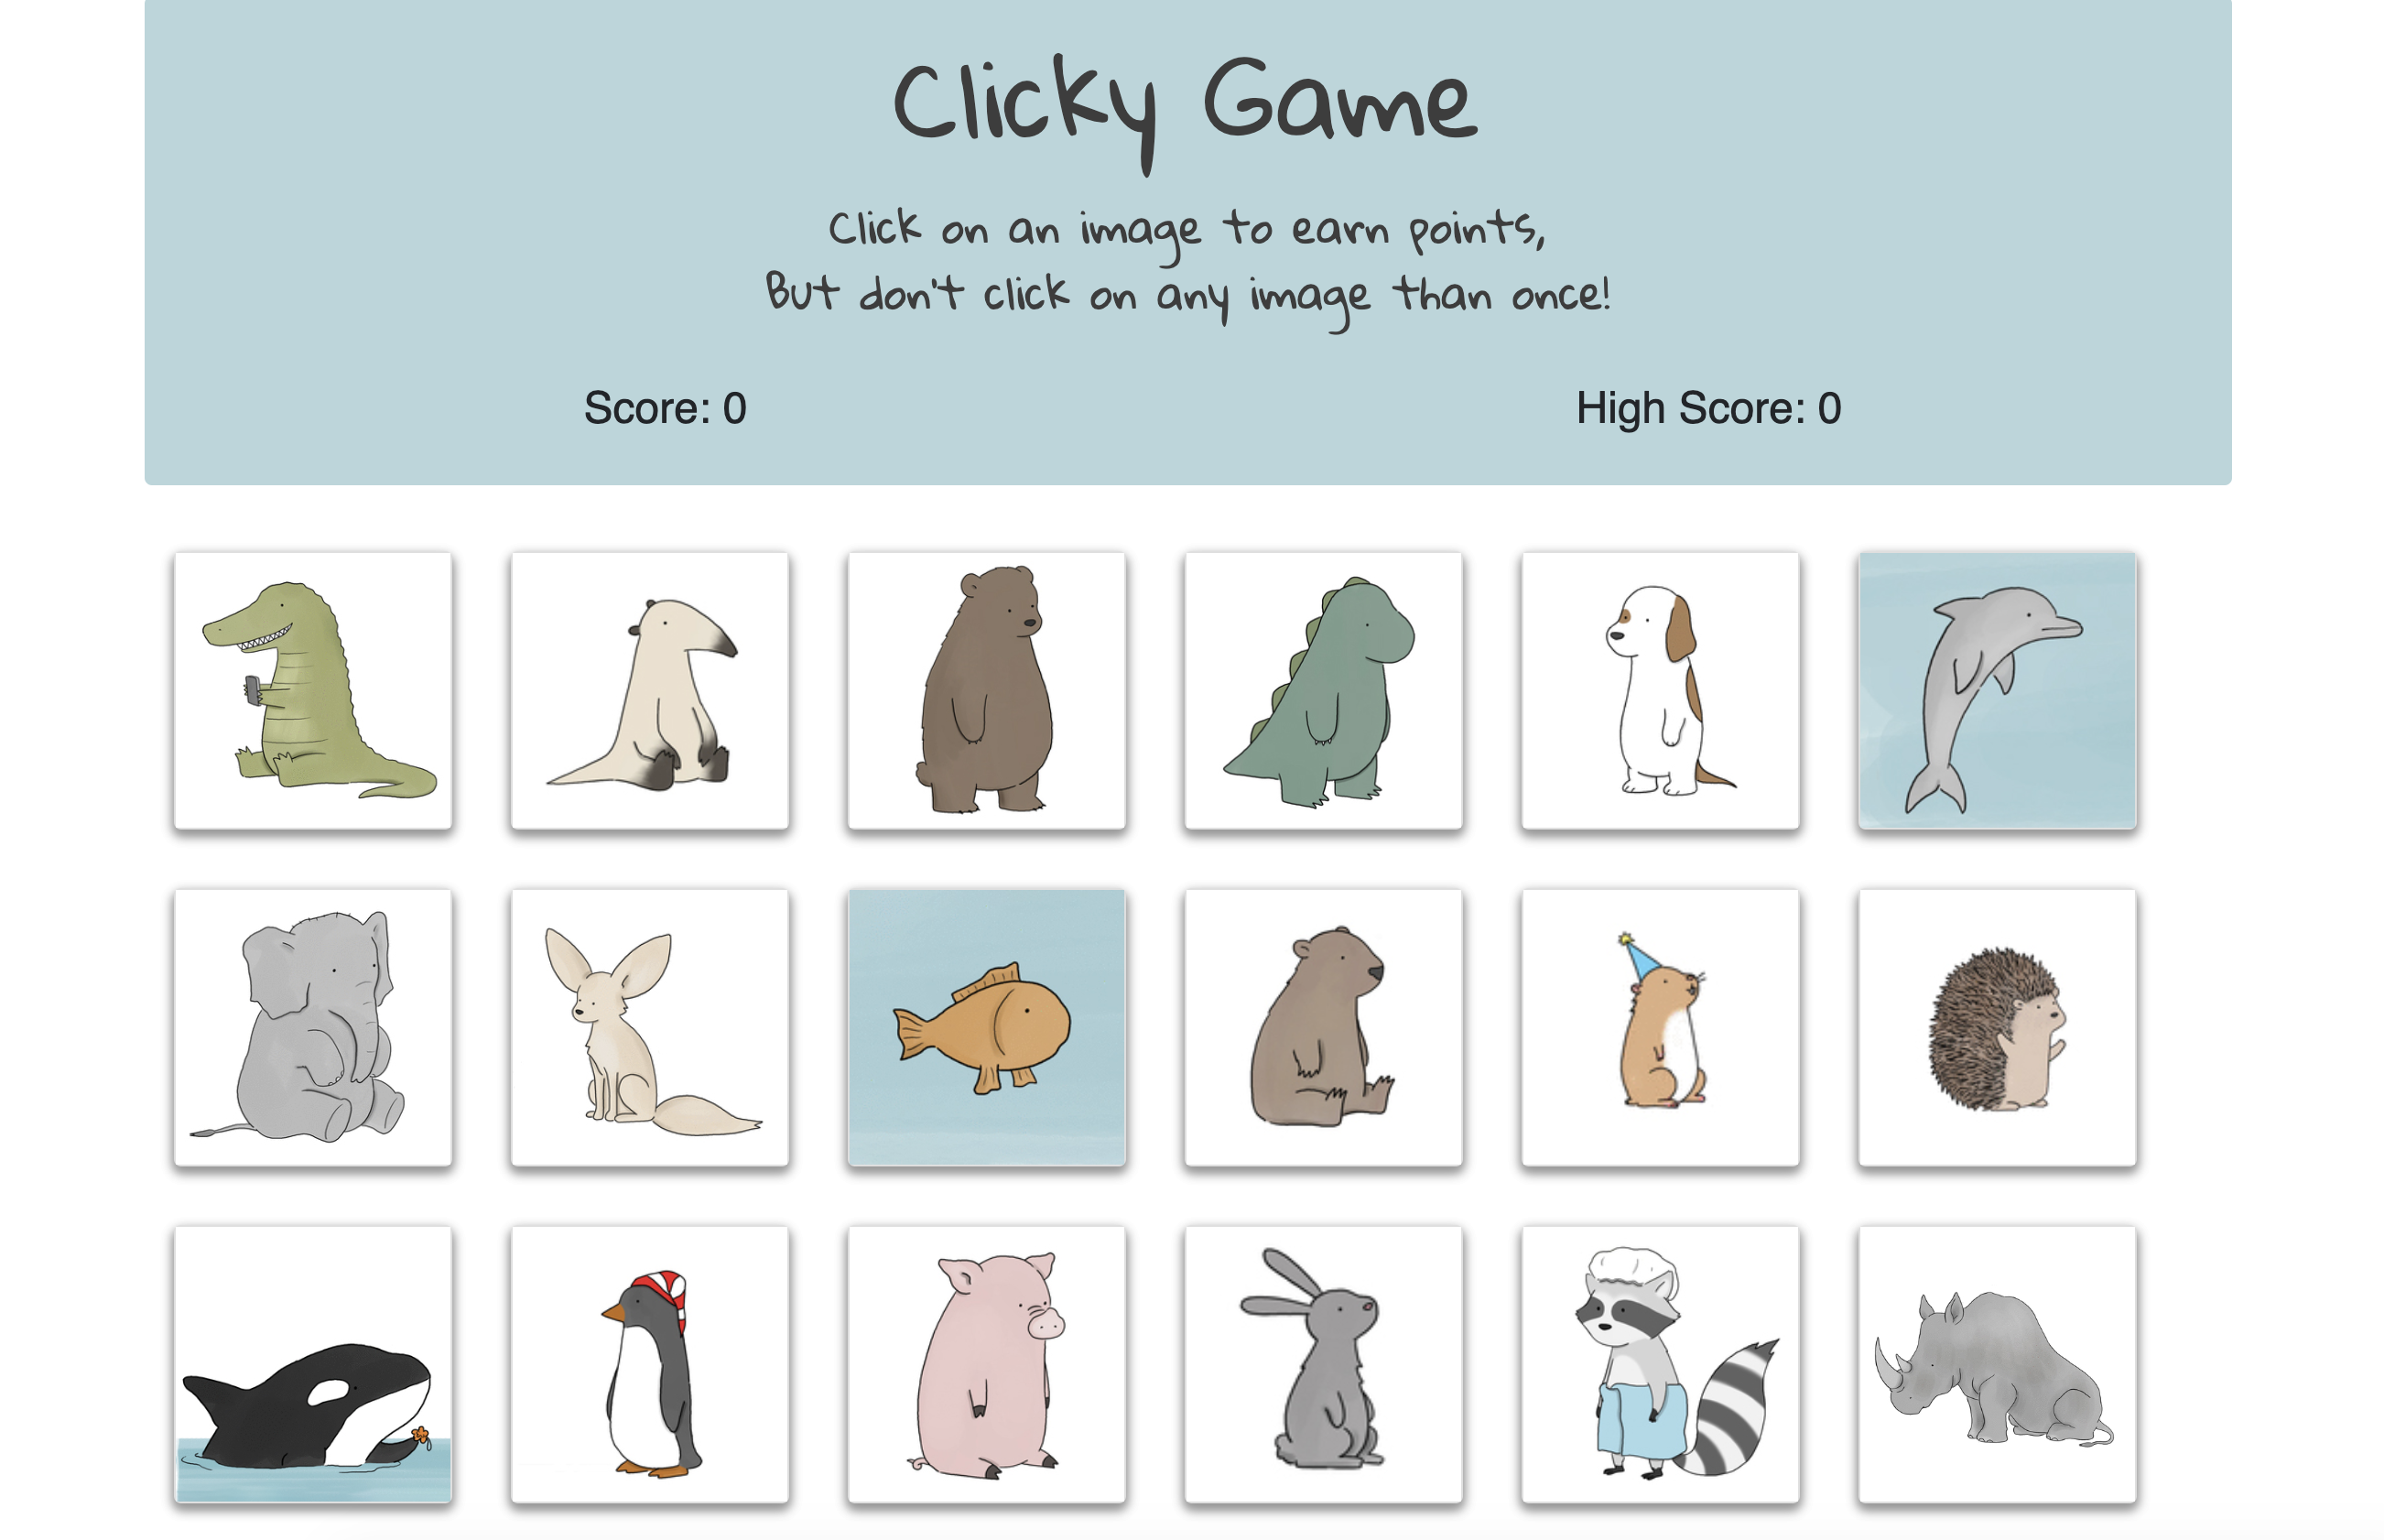 Clicky Game
Click on an image to earn points,
But don't click on any image than once!
Score: 0
High Score: 0